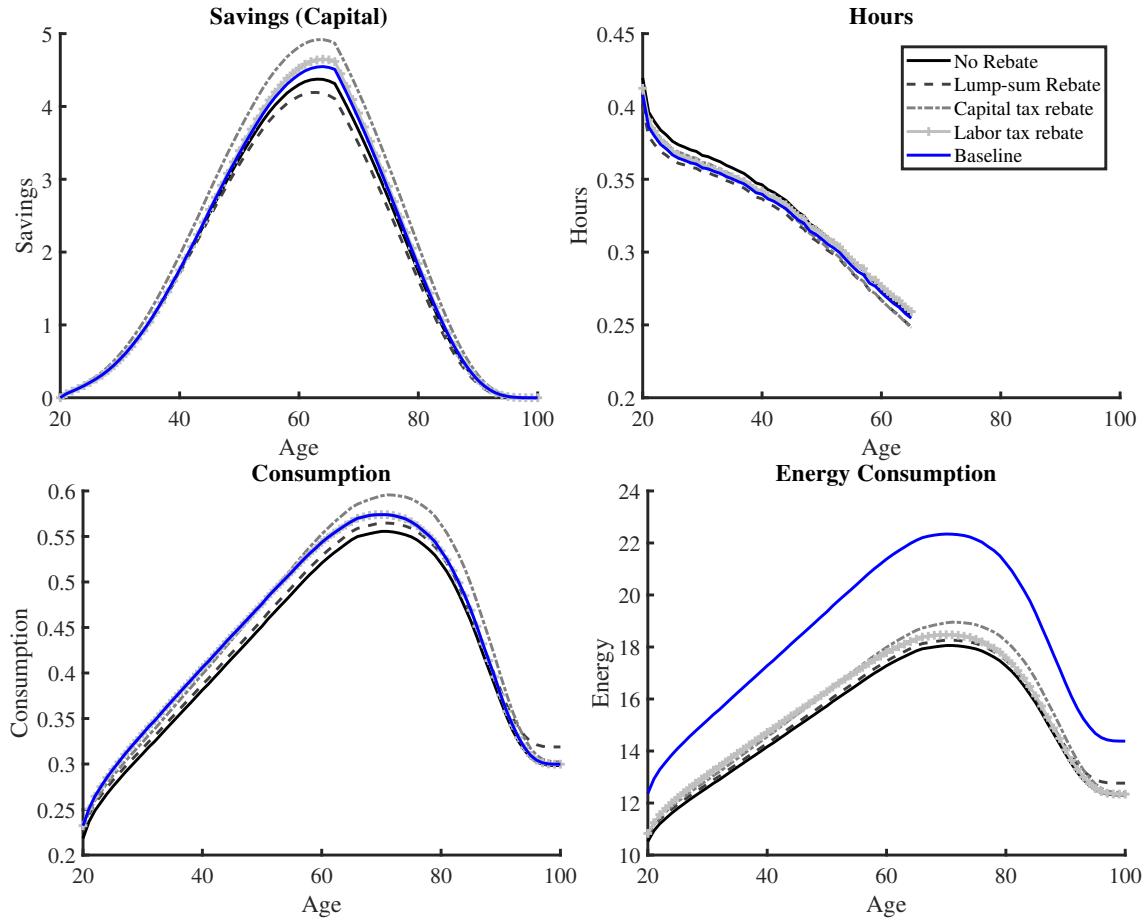 Savings (Capital)
5
4
3
2
1
0
20
40
60
80
100
Savings
Age
Hours
0.45
0.4
0.35
0.3
0.25
0.2
20
40
60
80
100
Hours
Age
No Rebate
Lump-sum Rebate
Capital tax rebate
Labor tax rebate
Baseline
Consumption
0.6
0.55
0.5
0.45
0.4
0.35
0.3
0.25
0.2
20
40
60
80
100
Consumption
Age
Energy Consumption
24
22
20
18
16
14
12
10
20
40
60
80
100
Energy
Age